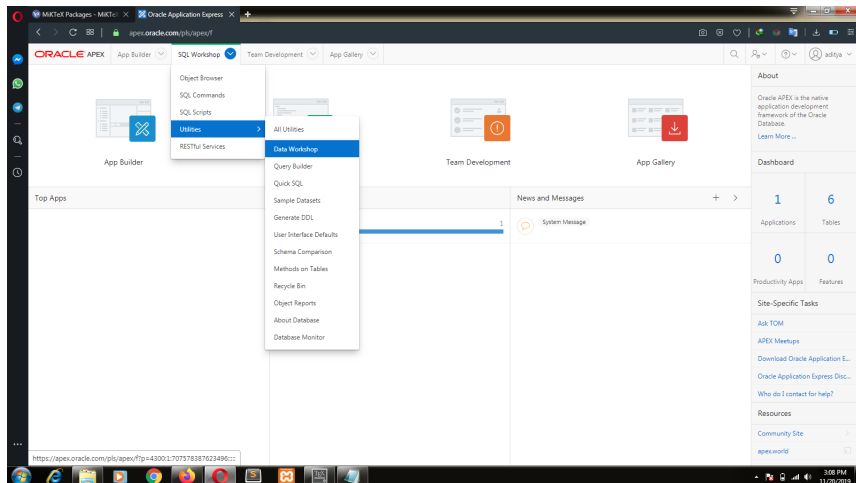 MiKTeX Packages - MiKTe
Oracle Application Express
apex.oracle.com/pls/apex/f
ORACLE APEX
App Builder
SQL Workshop
Team Development
App Gallery
aditya
Object Browser
SQL Commands
SQL Scripts
Utilities
RESTful Services
All Utilities
Data Workshop
Query Builder
Quick SQL
Sample Datasets
Generate DDL
User Interface Defaults
Schema Comparison
Methods on Tables
Recycle Bin
Object Reports
About Database
Database Monitor
App Builder
Team Development
App Gallery
Top Apps
1
News and Messages
System Message
About
Oracle APEX is the
native application
development
framework of the Oracle
Database.
Learn More ...
Dashboard
1
6
Applications
Tables
0
0
Productivity Apps
Features
Site-Specific Tasks
Ask TOM
APEX Meetups
Download Oracle Application E...
Oracle Application Express Disc...
Who do I contact for help?
Resources
Community Site
apex.world
https://apex.oracle.com/pls/apex/f?p=4300:1:707578387623496:::::
3:08 PM
11/20/2019